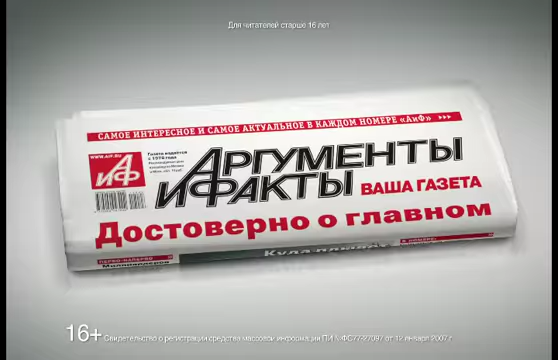 Для читателей старше 16 лет
САМОЕ ИНТЕРЕСНОЕ И САМОЕ АКТУАЛЬНОЕ В КАЖДОМ НОМЕРЕ «АиФ» >>>
WWW.AIF.RU
АиФ
Газета издаётся
с 1978 года
АРГУМЕНТЫ
И ФАКТЫ
ВАША ГАЗЕТА
Достоверно о главном
16+ Свидетельство о регистрации средства массовой информации ПИ №ФС77-27097 от 12 января 2007 г.